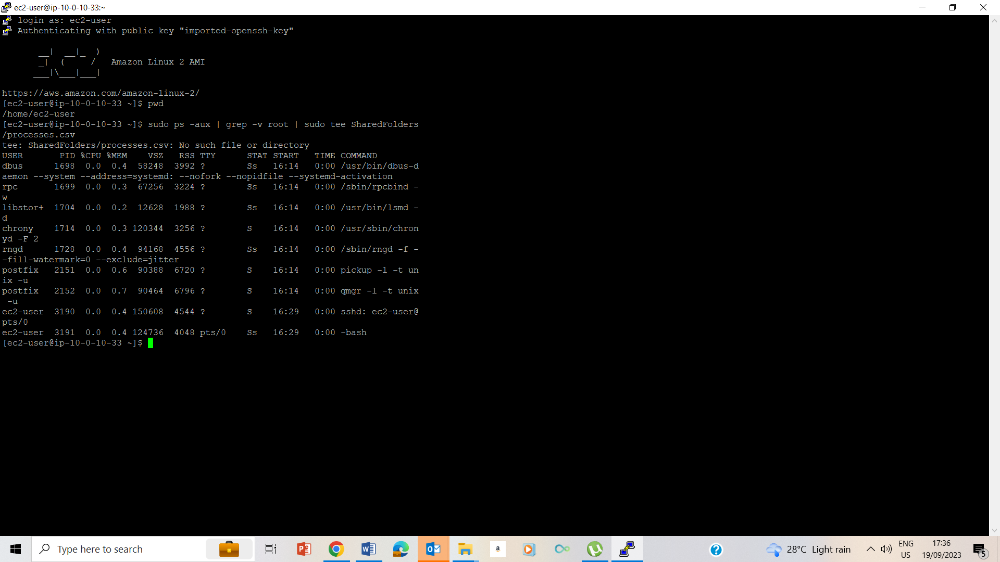 ec2-user@ip-10-0-10-33:~
login as: ec2-user
Authenticating with public key "imported-openssh-key"
       __|  __|_  )
       _|  (     /   Amazon Linux 2 AMI
      ___|\___|___|
https://aws.amazon.com/amazon-linux-2/
[ec2-user@ip-10-0-10-33 ~]$ pwd
/home/ec2-user
[ec2-user@ip-10-0-10-33 ~]$ sudo ps -aux | grep -v root | sudo tee SharedFolders
/processes.csv
tee: SharedFolders/processes.csv: No such file or directory
USER       PID %CPU %MEM    VSZ   RSS TTY      STAT START   TIME COMMAND
dbus      1698  0.0  0.4  58248  3992 ?        Ss   16:14   0:00 /usr/bin/dbus-d
aemon --system --address=systemd: --nofork --nopidfile --systemd-activation
rpc       1699  0.0  0.3  67256  3224 ?        Ss   16:14   0:00 /sbin/rpcbind -
w
libstor+  1704  0.0  0.2  12628  1988 ?        Ss   16:14   0:00 /usr/bin/lsmd -
d
chrony    1714  0.0  0.3 120344  3256 ?        S    16:14   0:00 /usr/sbin/chron
yd -F 2
rngd      1728  0.0  0.4  94168  4556 ?        Ss   16:14   0:00 /sbin/rngd -f -
-fill-watermark=0 --exclude=jitter
postfix   2151  0.0  0.6  90388  6720 ?        S    16:14   0:00 pickup -l -t un
ix -u
postfix   2152  0.0  0.7  90464  6796 ?        S    16:14   0:00 qmgr -l -t unix
 -u
ec2-user  3190  0.0  0.4 150608  4544 ?        S    16:29   0:00 sshd: ec2-user@
pts/0
ec2-user  3191  0.0  0.4 124736  4048 pts/0    Ss   16:29   0:00 -bash
[ec2-user@ip-10-0-10-33 ~]$
Type here to search
a
28°C Light rain
ENG
US
17:36
19/09/2023
5